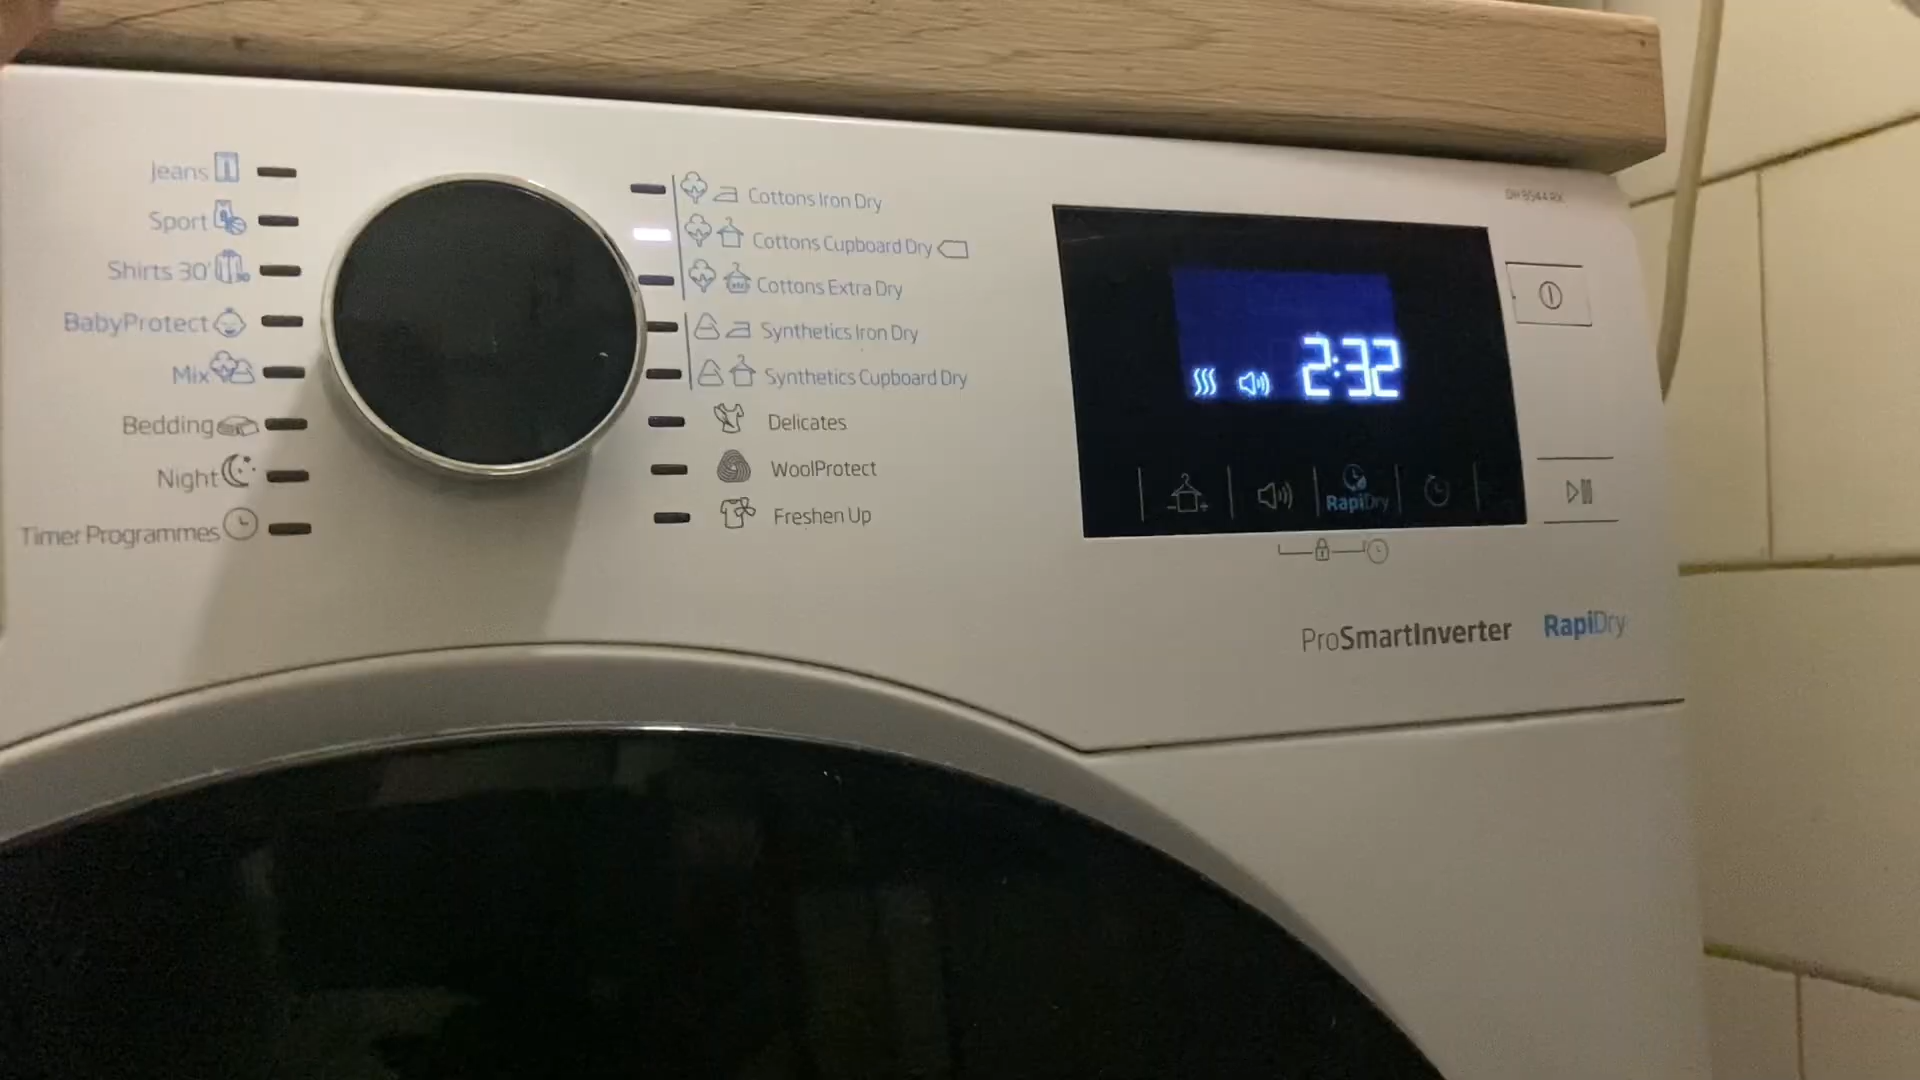 Jeans
Sport
Shirts 30'
BabyProtect
Mix
Bedding
Night
Timer Programmes
Cottons Iron Dry
Cottons Cupboard Dry
Cottons Extra Dry
Synthetics Iron Dry
Synthetics Cupboard Dry
Delicates
WoolProtect
Freshen Up
2:32
RapiDry
ProSmartInverter
RapiDry